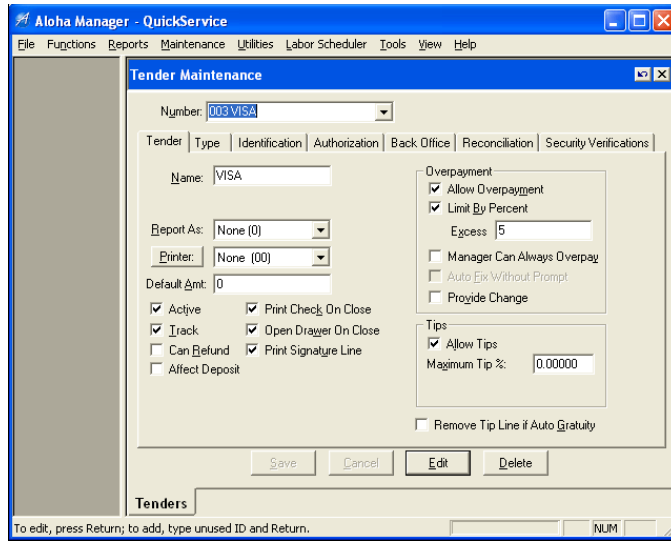 Aloha Manager - QuickService
File Functions Reports Maintenance Utilities Labor Scheduler Tools View Help
Tender Maintenance
Number: 003 VISA
Tender Type Identification Authorization Back Office Reconciliation Security Verifications
Name: VISA
Report As: None (0)
Printer: None (00)
Default Amt: 0
Active Print Check On Close
Track Open Drawer On Close
Can Refund Print Signature Line
Affect Deposit
Overpayment
Allow Overpayment
Limit By Percent
Excess 5
Manager Can Always Overpay
Auto Fix Without Prompt
Provide Change
Tips
Allow Tips
Maximum Tip %: 0.00000
Remove Tip Line if Auto Gratuity
Save Cancel Edit Delete
Tenders
To edit, press Return; to add, type unused ID and Return. NUM